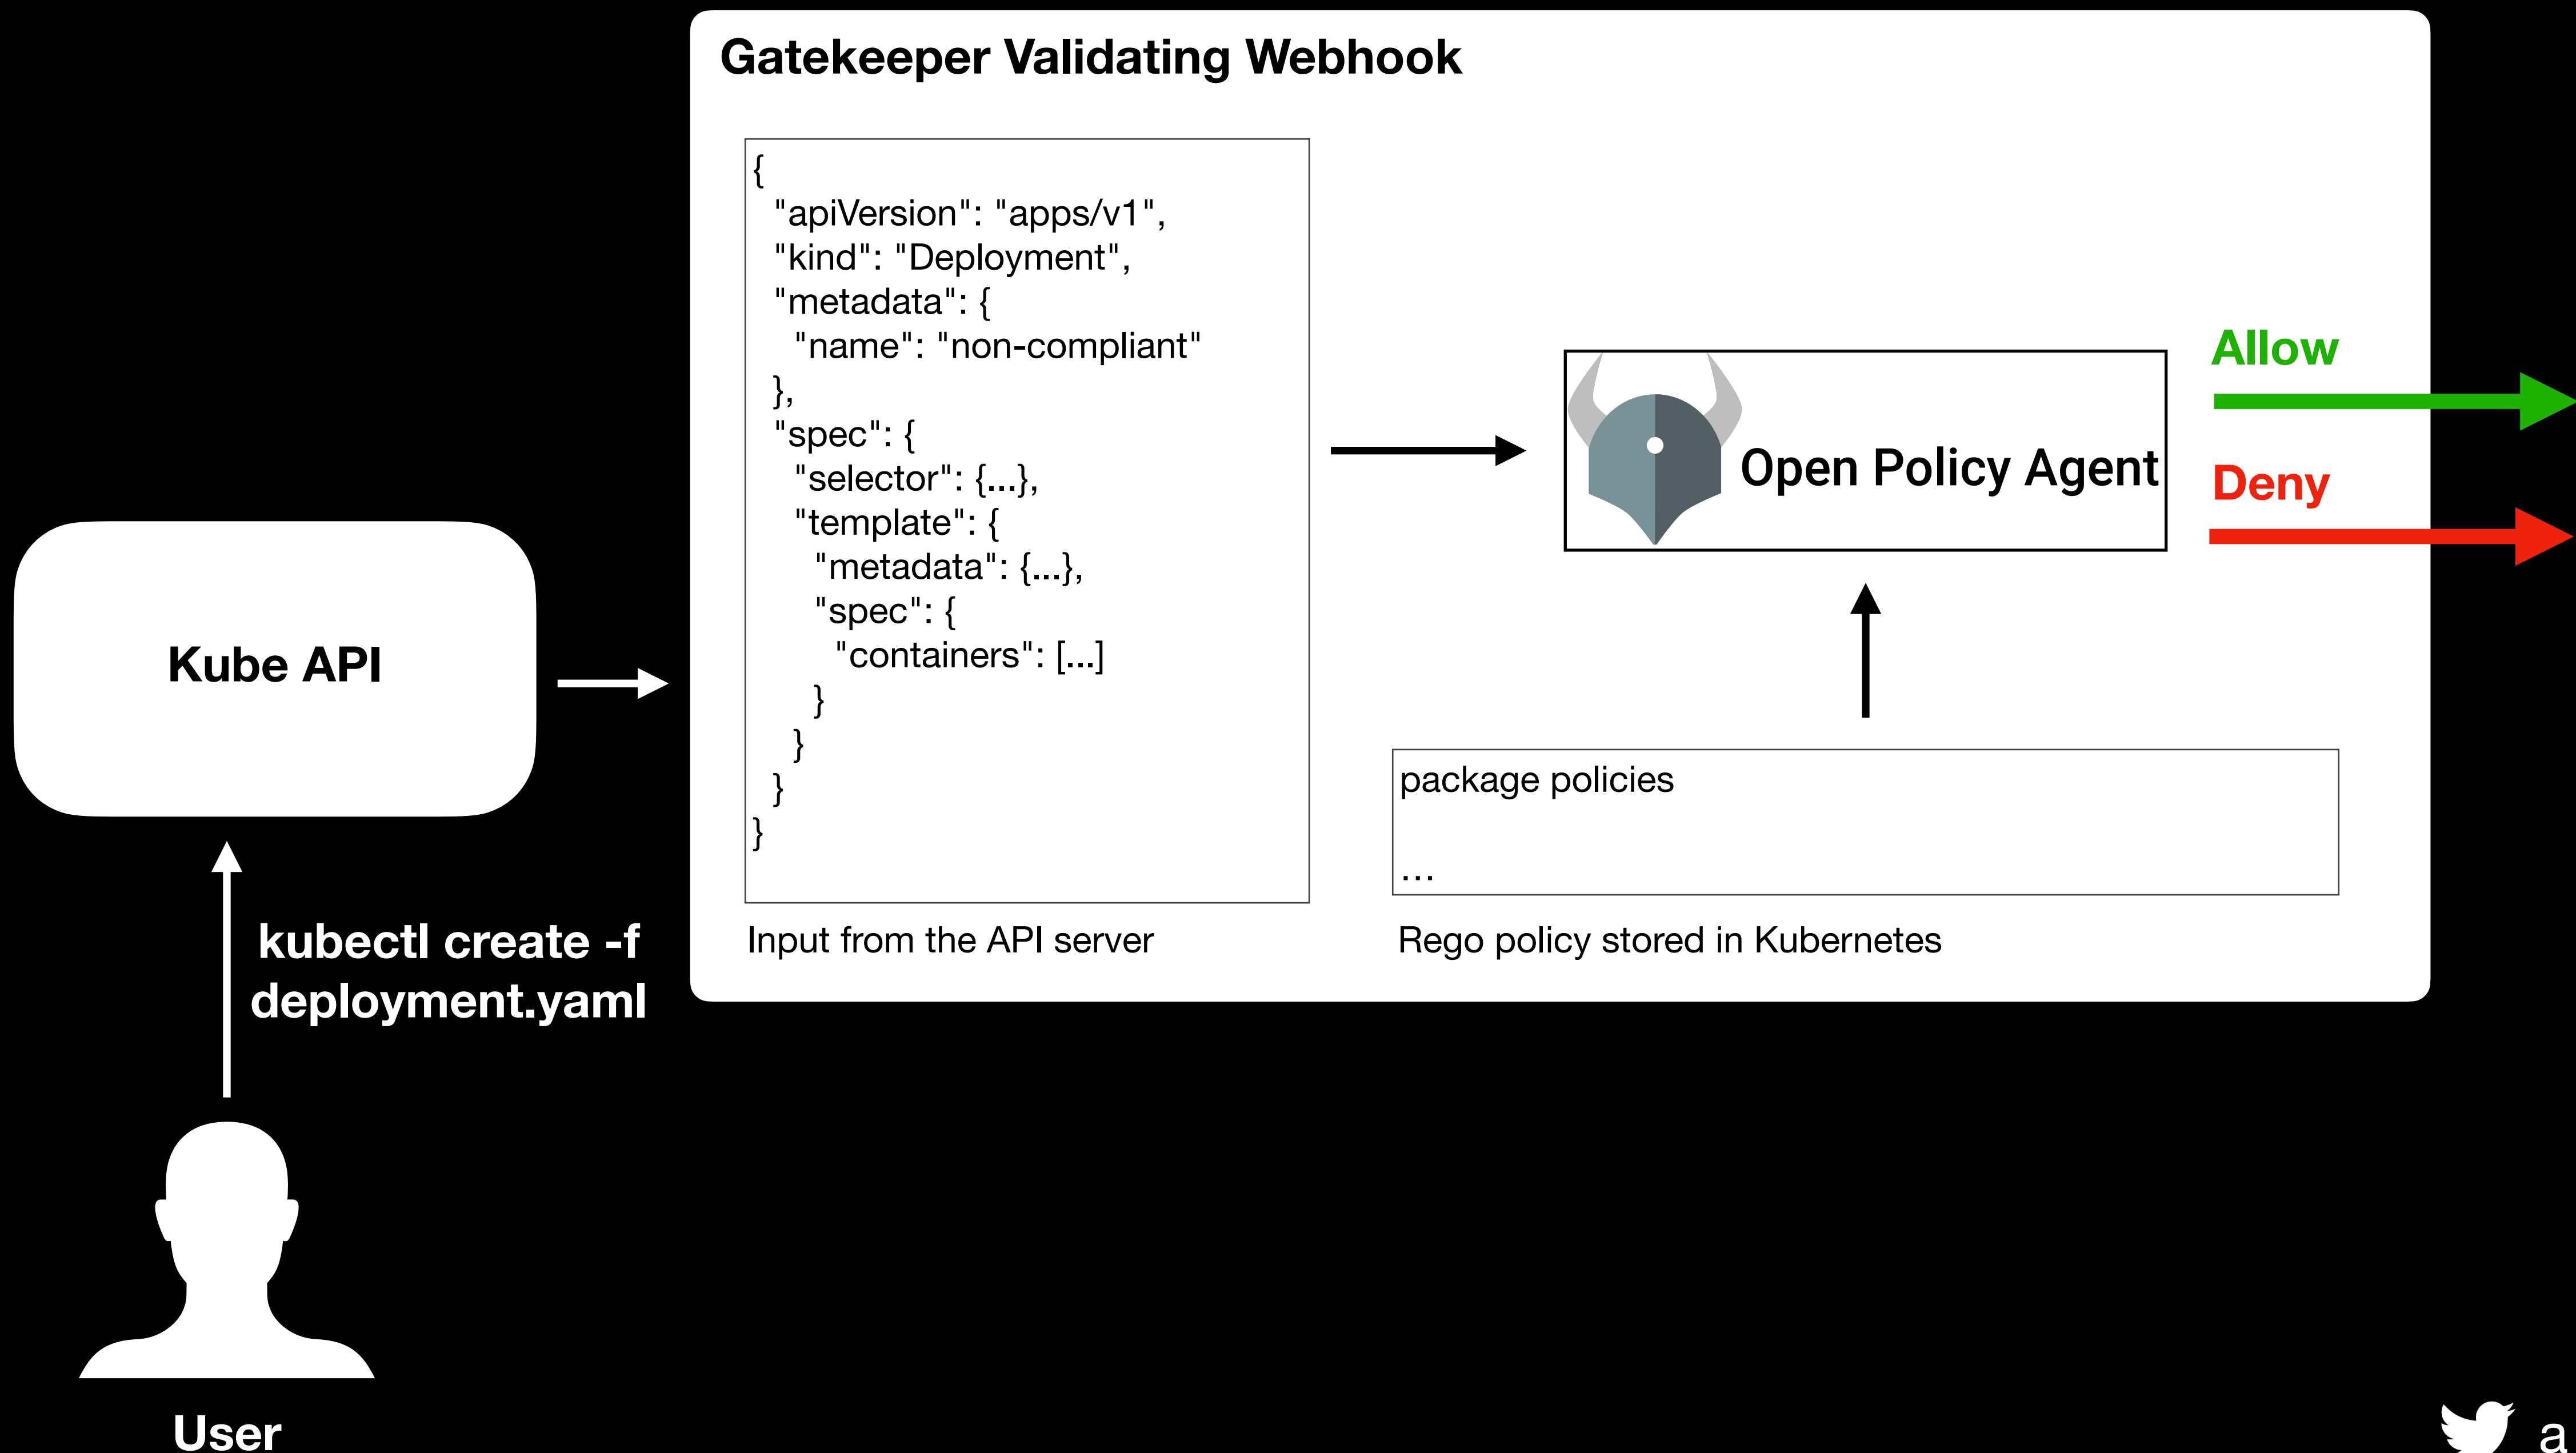 Gatekeeper Validating Webhook
{
"apiVersion": "apps/v1",
"kind": "Deployment",
"metadata": {
"name": "non-compliant"
},
"spec": {
"selector": {...},
"template": {
"metadata": {...},
"spec": {
"containers": [...]
}
}
}
}
Input from the API server
Open Policy Agent
Allow
Deny
package policies
...
Rego policy stored in Kubernetes
Kube API
kubectl create -f
deployment.yaml
User
a